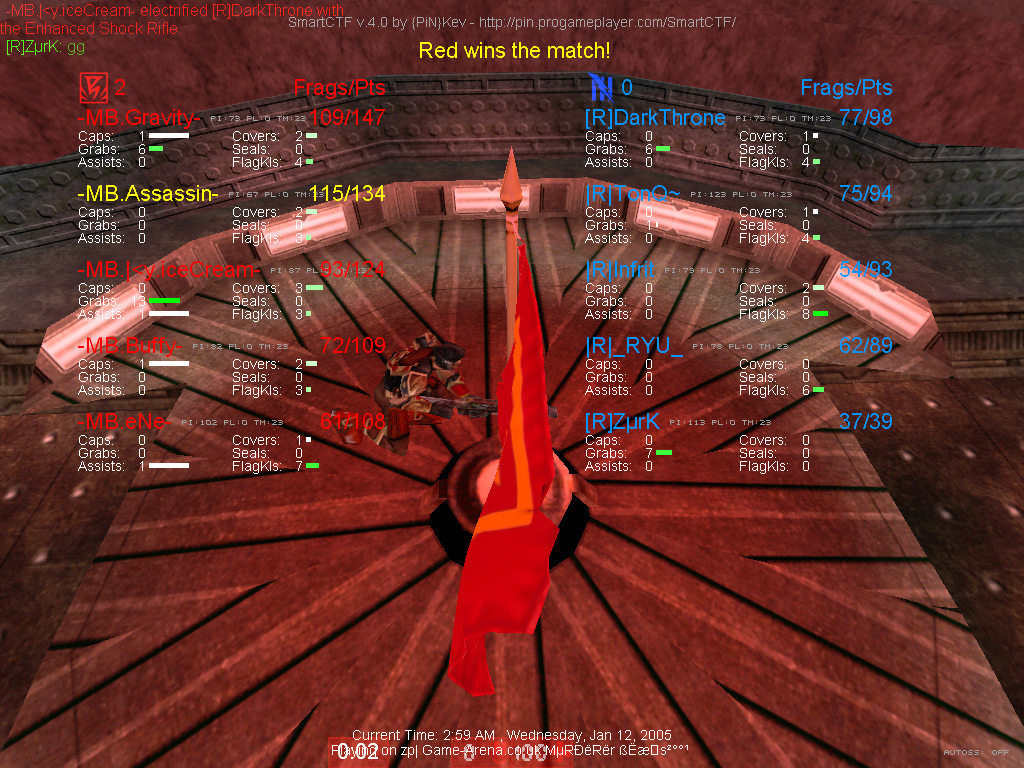 -MB.|<y.iceCream- electrified [R]DarkThrone with
the Enhanced Shock Rifle.
SmartCTF v.4.0 by {PiN}Kev - http://pin.progameplayer.com/SmartCTF/
[R]ZµrK: gg
Red wins the match!
2 Frags/Pts
-MB.Gravity- PI:73 PL:0 TM:23 109/147
Caps: 1 Covers: 2
Grabs: 6 Seals: 0
Assists: 0 FlagKls: 4
-MB.Assassin- PI:67 PL:0 TM: 115/134
Caps: 0 Covers: 2
Grabs: 0 Seals: 0
Assists: 0 FlagKls: 3
-MB.|<y.iceCream- PI:87 PL:0 TM:23 93/124
Caps: 0 Covers: 3
Grabs: 13 Seals: 0
Assists: 1 FlagKls: 3
-MB.Buffy- PI:92 PL:0 TM:23 72/109
Caps: 1 Covers: 2
Grabs: 0 Seals: 0
Assists: 0 FlagKls: 3
-MB.eNe- PI:102 PL:0 TM:23 61/108
Caps: 0 Covers: 1
Grabs: 0 Seals: 0
Assists: 1 FlagKls: 7
0 Frags/Pts
[R]DarkThrone PI:73 PL:0 TM:23 77/98
Caps: 0 Covers: 1
Grabs: 6 Seals: 0
Assists: 0 FlagKls: 4
|R|TonQ~ PI:123 PL:0 TM:23 75/94
Caps: 0 Covers: 1
Grabs: 1 Seals: 0
Assists: 0 FlagKls: 4
|R|Infrit PI:79 PL:0 TM:23 54/93
Caps: 0 Covers: 2
Grabs: 0 Seals: 0
Assists: 0 FlagKls: 8
|R|_RYU_ PI:78 PL:0 TM:23 62/89
Caps: 0 Covers: 0
Grabs: 0 Seals: 0
Assists: 0 FlagKls: 6
[R]ZµrK PI:113 PL:0 TM:23 37/39
Caps: 0 Covers: 0
Grabs: 7 Seals: 0
Assists: 0 FlagKls: 0
Current Time: 2:59 AM , Wednesday, Jan 12, 2005
Playing on zp| Game-Arena.co.uk
0:02
AUTOSS: OFF